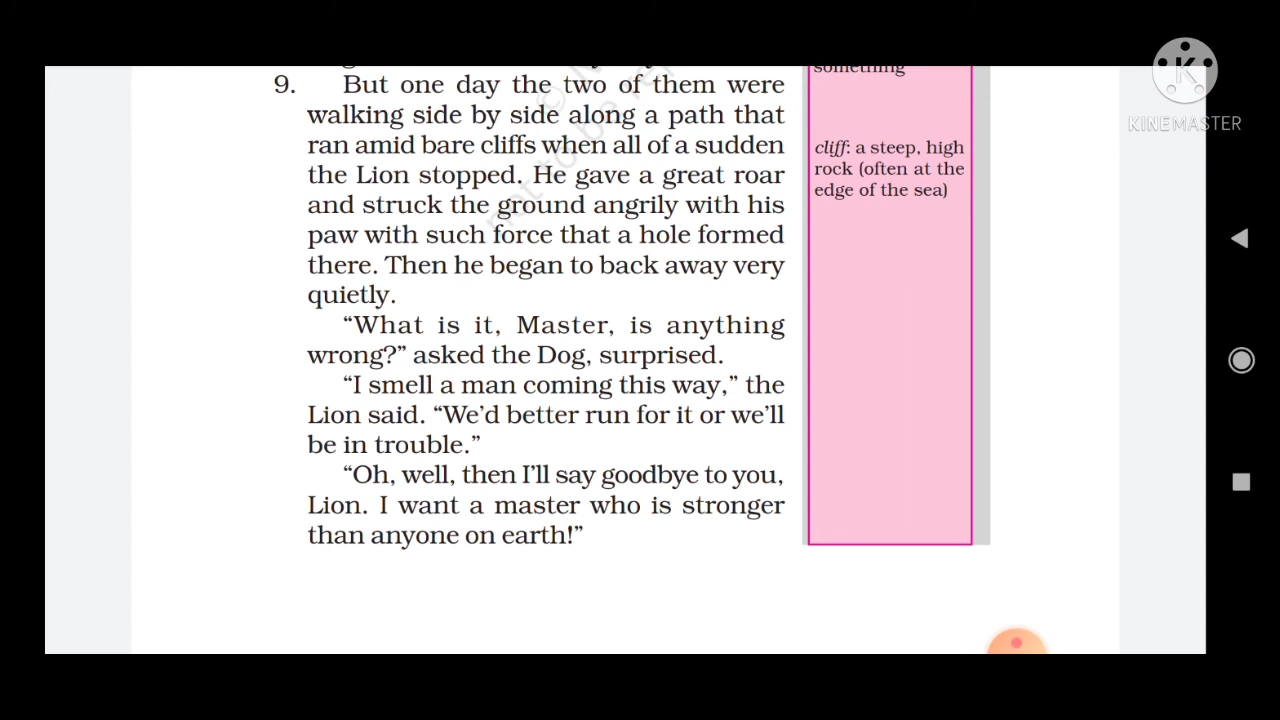 something
9. But one day the two of them were
walking side by side along a path that
ran amid bare cliffs when all of a sudden
the Lion stopped. He gave a great roar
and struck the ground angrily with his
paw with such force that a hole formed
there. Then he began to back away very
quietly.
“What is it, Master, is anything
wrong?” asked the Dog, surprised.
“I smell a man coming this way,” the
Lion said. “We’d better run for it or we’ll
be in trouble.”
“Oh, well, then I’ll say goodbye to you,
Lion. I want a master who is stronger
than anyone on earth!”
cliff: a steep, high
rock (often at the
edge of the sea)
not to be
K
KINEMASTER